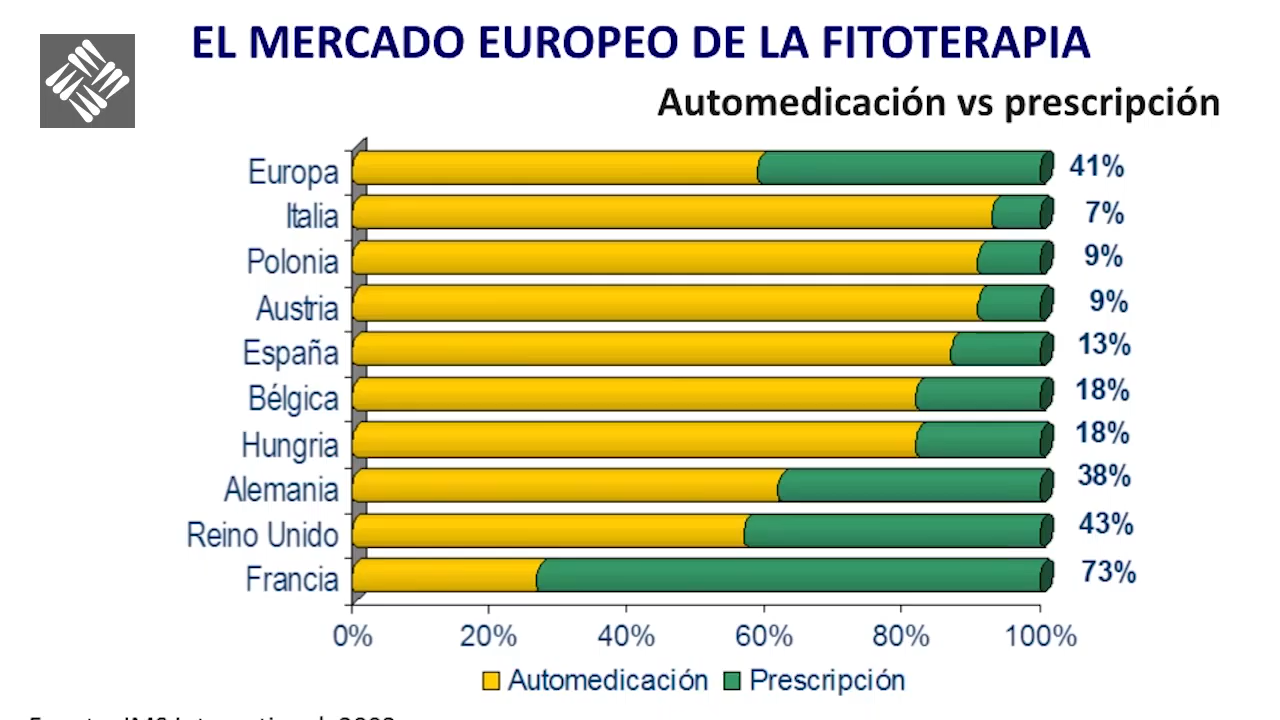 EL MERCADO EUROPEO DE LA FITOTERAPIA
Automedicación vs prescripción
Europa 41%
Italia 7%
Polonia 9%
Austria 9%
España 13%
Bélgica 18%
Hungria 18%
Alemania 38%
Reino Unido 43%
Francia 73%
0% 20% 40% 60% 80% 100%
Automedicación Prescripción